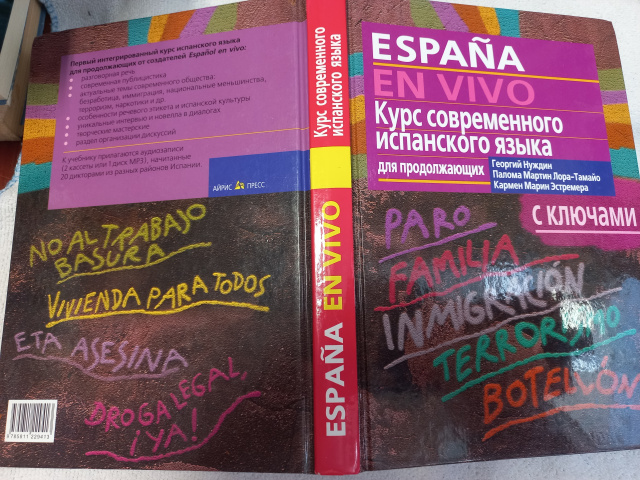 Первый интегрированный курс испанского языка
для продолжающих от создателей Español en vivo:
разговорная речь
современная публицистика
актуальные темы современного общества:
безработица, иммиграция, национальные меньшинства,
терроризм, наркотики и др.
особенности речевого этикета и испанской культуры
уникальные интервью и новелла в диалогах
творческие мастерские
раздел организации дискуссий
К учебнику прилагаются аудиозаписи
(2 кассеты или 1 диск MP3), начитанные
20 дикторами из разных районов Испании
АЙРИС ПРЕСС
NO AL TRABAJO
BASURA
VIVIENDA PARA TODOS
ETA ASESINA
DROGA LEGAL,
¡YA!
9 785811 229413
Курс современного
испанского языка
ESPAÑA EN VIVO
ESPAÑA
EN VIVO
Курс современного
испанского языка
для продолжающих
Георгий Нуждин
Палома Мартин Лора-Тамайо
Кармен Марин Эстремера
С КЛЮЧАМИ
PARO
FAMILIA
INMIGRACIÓN
TERRORISMO
BOTELLÓN